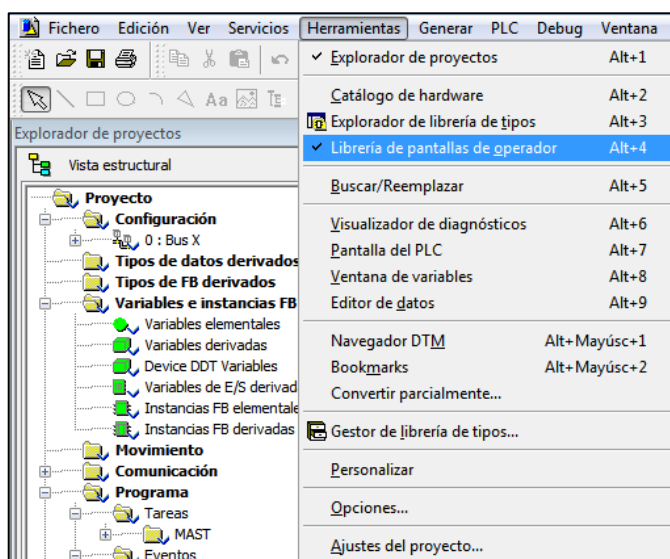 Fichero Edición Ver Servicios Herramientas Generar PLC Debug Ventana
Aa
Explorador de proyectos
Vista estructural
Proyecto
Configuración
0 : Bus X
Tipos de datos derivados
Tipos de FB derivados
Variables e instancias FB
Variables elementales
Variables derivadas
Device DDT Variables
Variables de E/S derivad
Instancias FB elementale
Instancias FB derivadas
Movimiento
Comunicación
Programa
Tareas
MAST
Eventos
Explorador de proyectos Alt+1
Catálogo de hardware Alt+2
Explorador de librería de tipos Alt+3
Librería de pantallas de operador Alt+4
Buscar/Reemplazar Alt+5
Visualizador de diagnósticos Alt+6
Pantalla del PLC Alt+7
Ventana de variables Alt+8
Editor de datos Alt+9
Navegador DTM Alt+Mayúsc+1
Bookmarks Alt+Mayúsc+2
Convertir parcialmente...
Gestor de librería de tipos...
Personalizar
Opciones...
Ajustes del proyecto...